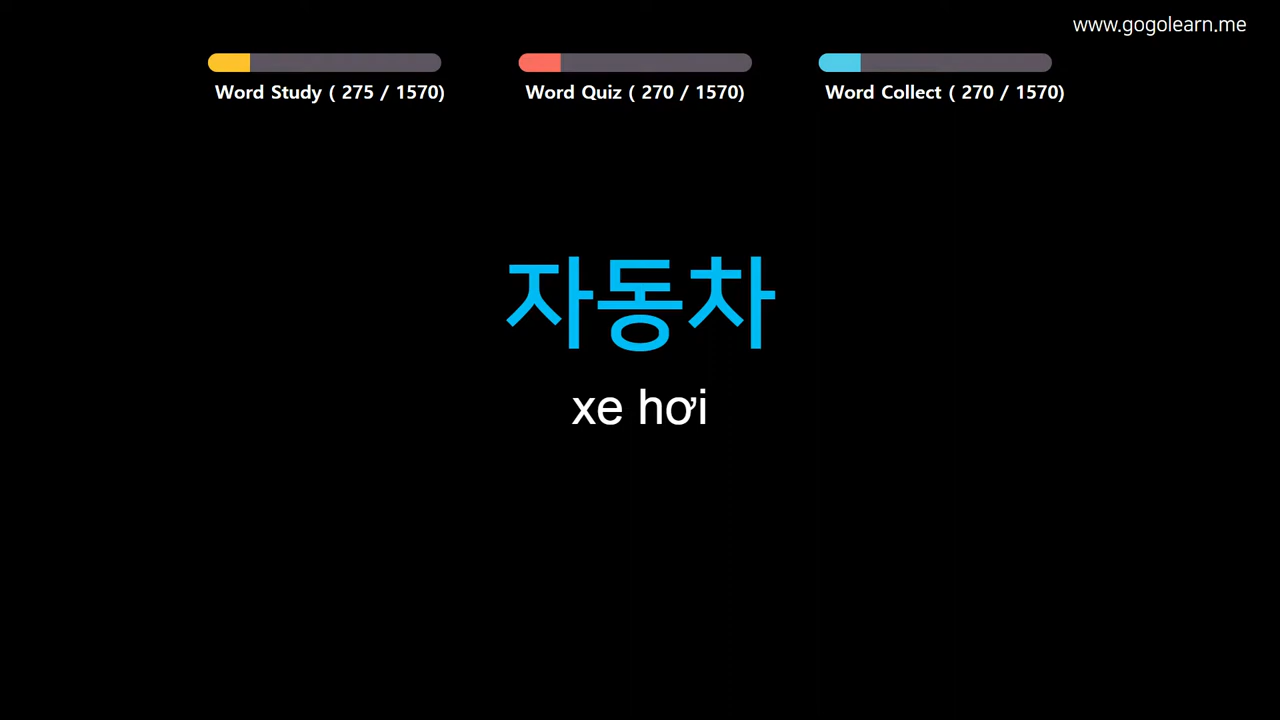 www.gogolearn.me
Word Study ( 275 / 1570)
Word Quiz ( 270 / 1570)
Word Collect ( 270 / 1570)
자동차
xe hơi